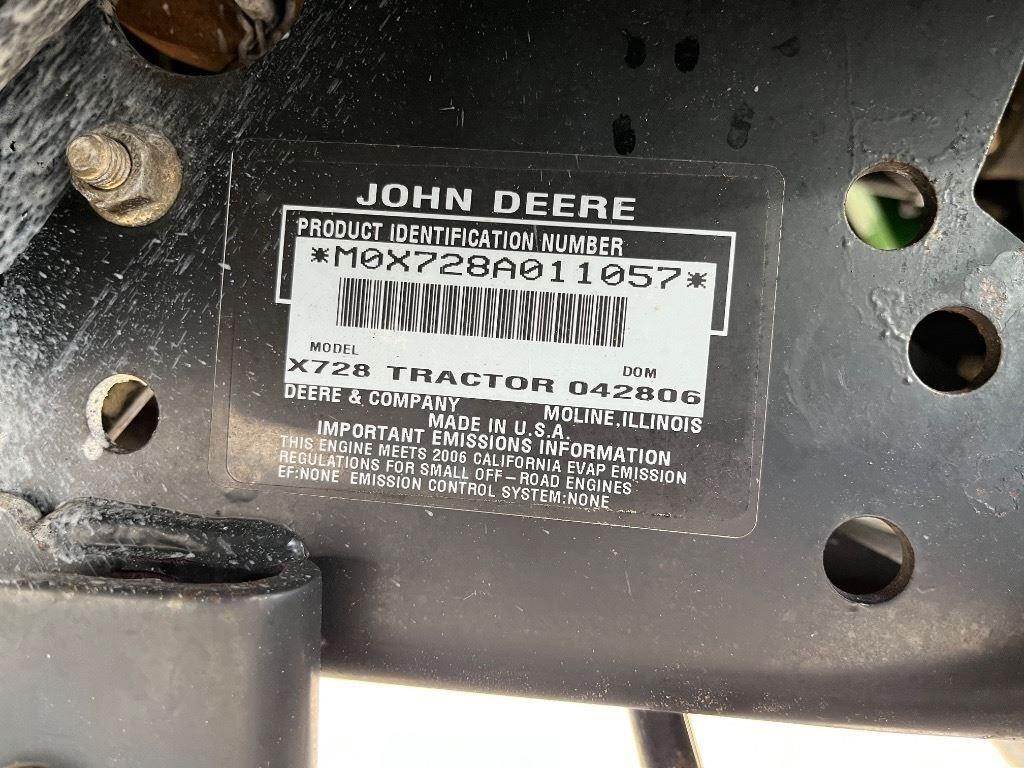 JOHN DEERE
PRODUCT IDENTIFICATION NUMBER
*M0X728A011057*
MODEL DOM
X728 TRACTOR 042806
DEERE & COMPANY MOLINE,ILLINOIS
MADE IN U.S.A.
IMPORTANT EMISSIONS INFORMATION
THIS ENGINE MEETS 2006 CALIFORNIA EVAP EMISSION
REGULATIONS FOR SMALL OFF-ROAD ENGINES
EF:NONE EMISSION CONTROL SYSTEM:NONE